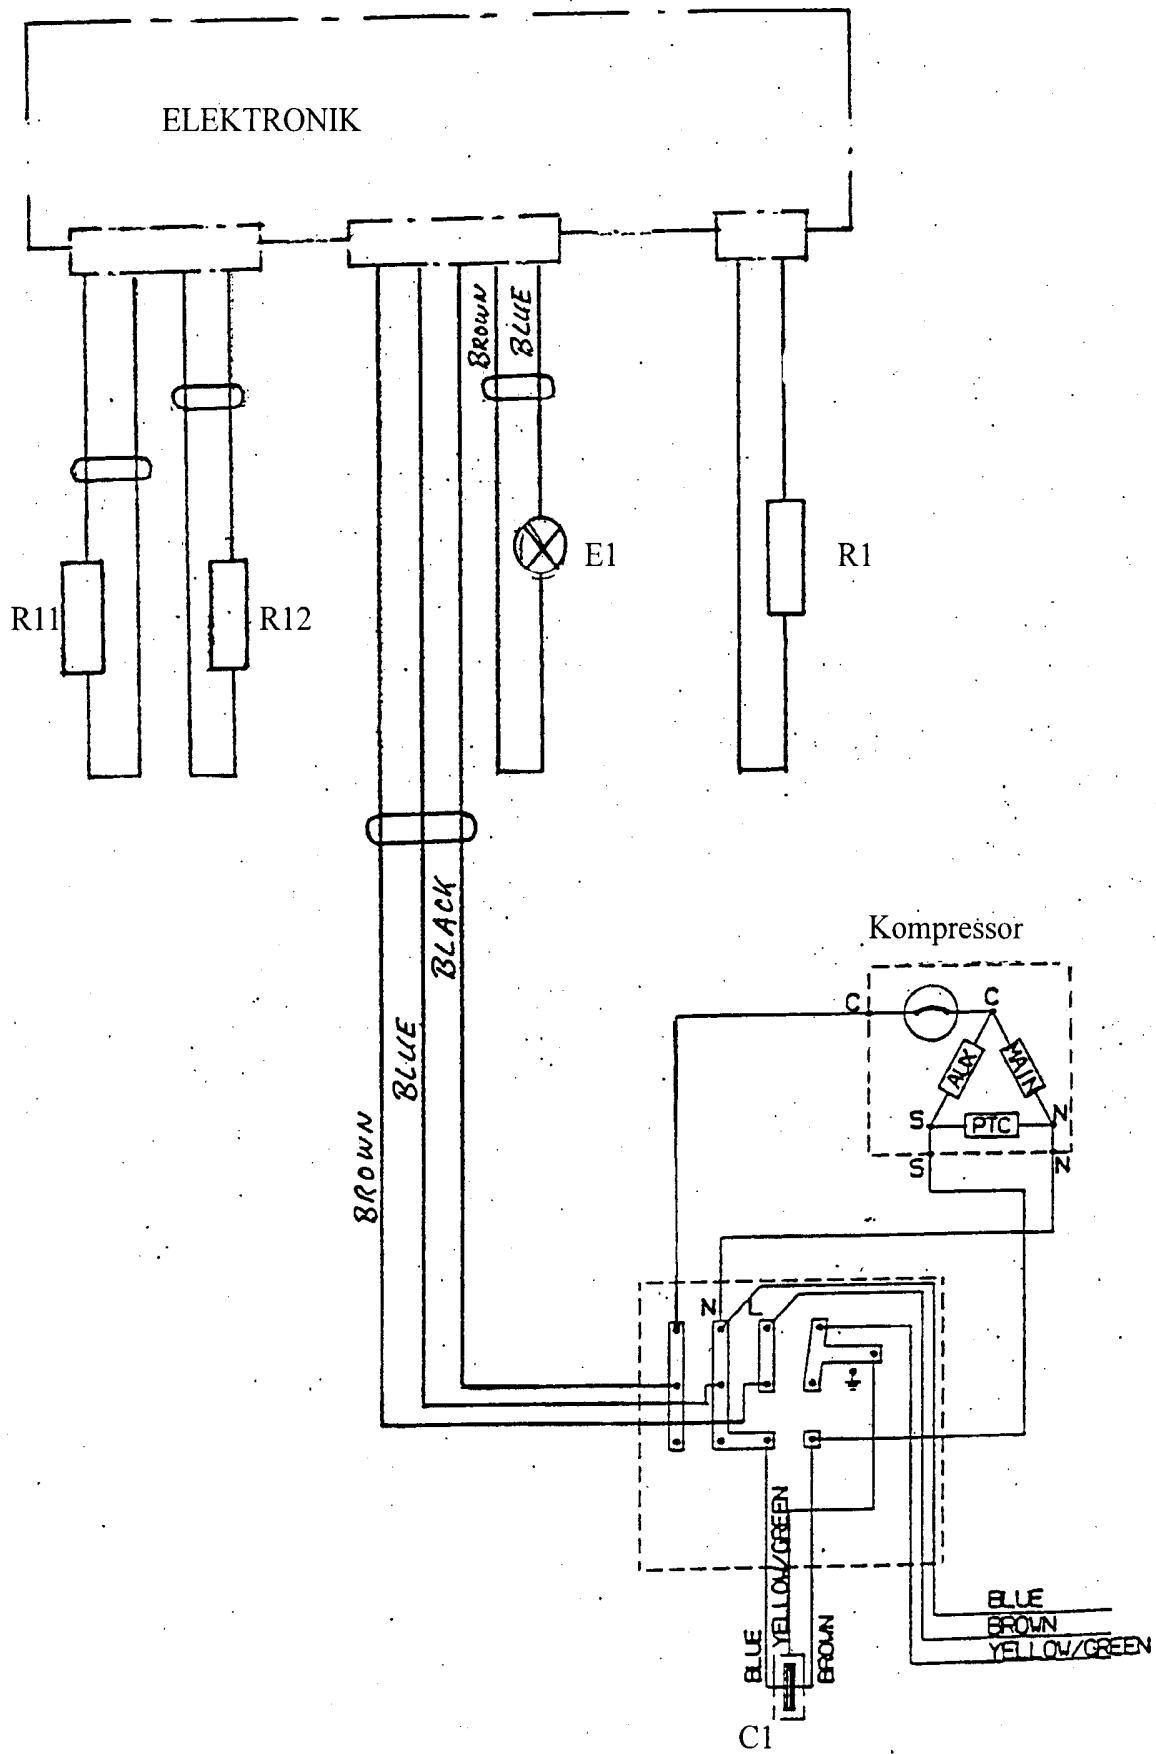 ELEKTRONIK
BROWN
BLUE
E1
R1
R11
R12
BLACK
BLUE
BROWN
Kompressor
C
C
AUX
MAIN
S
PTC
N
S
N
N
L
YELLOW/GREEN
BLUE
BROWN
BLUE
BROWN
YELLOW/GREEN
C1